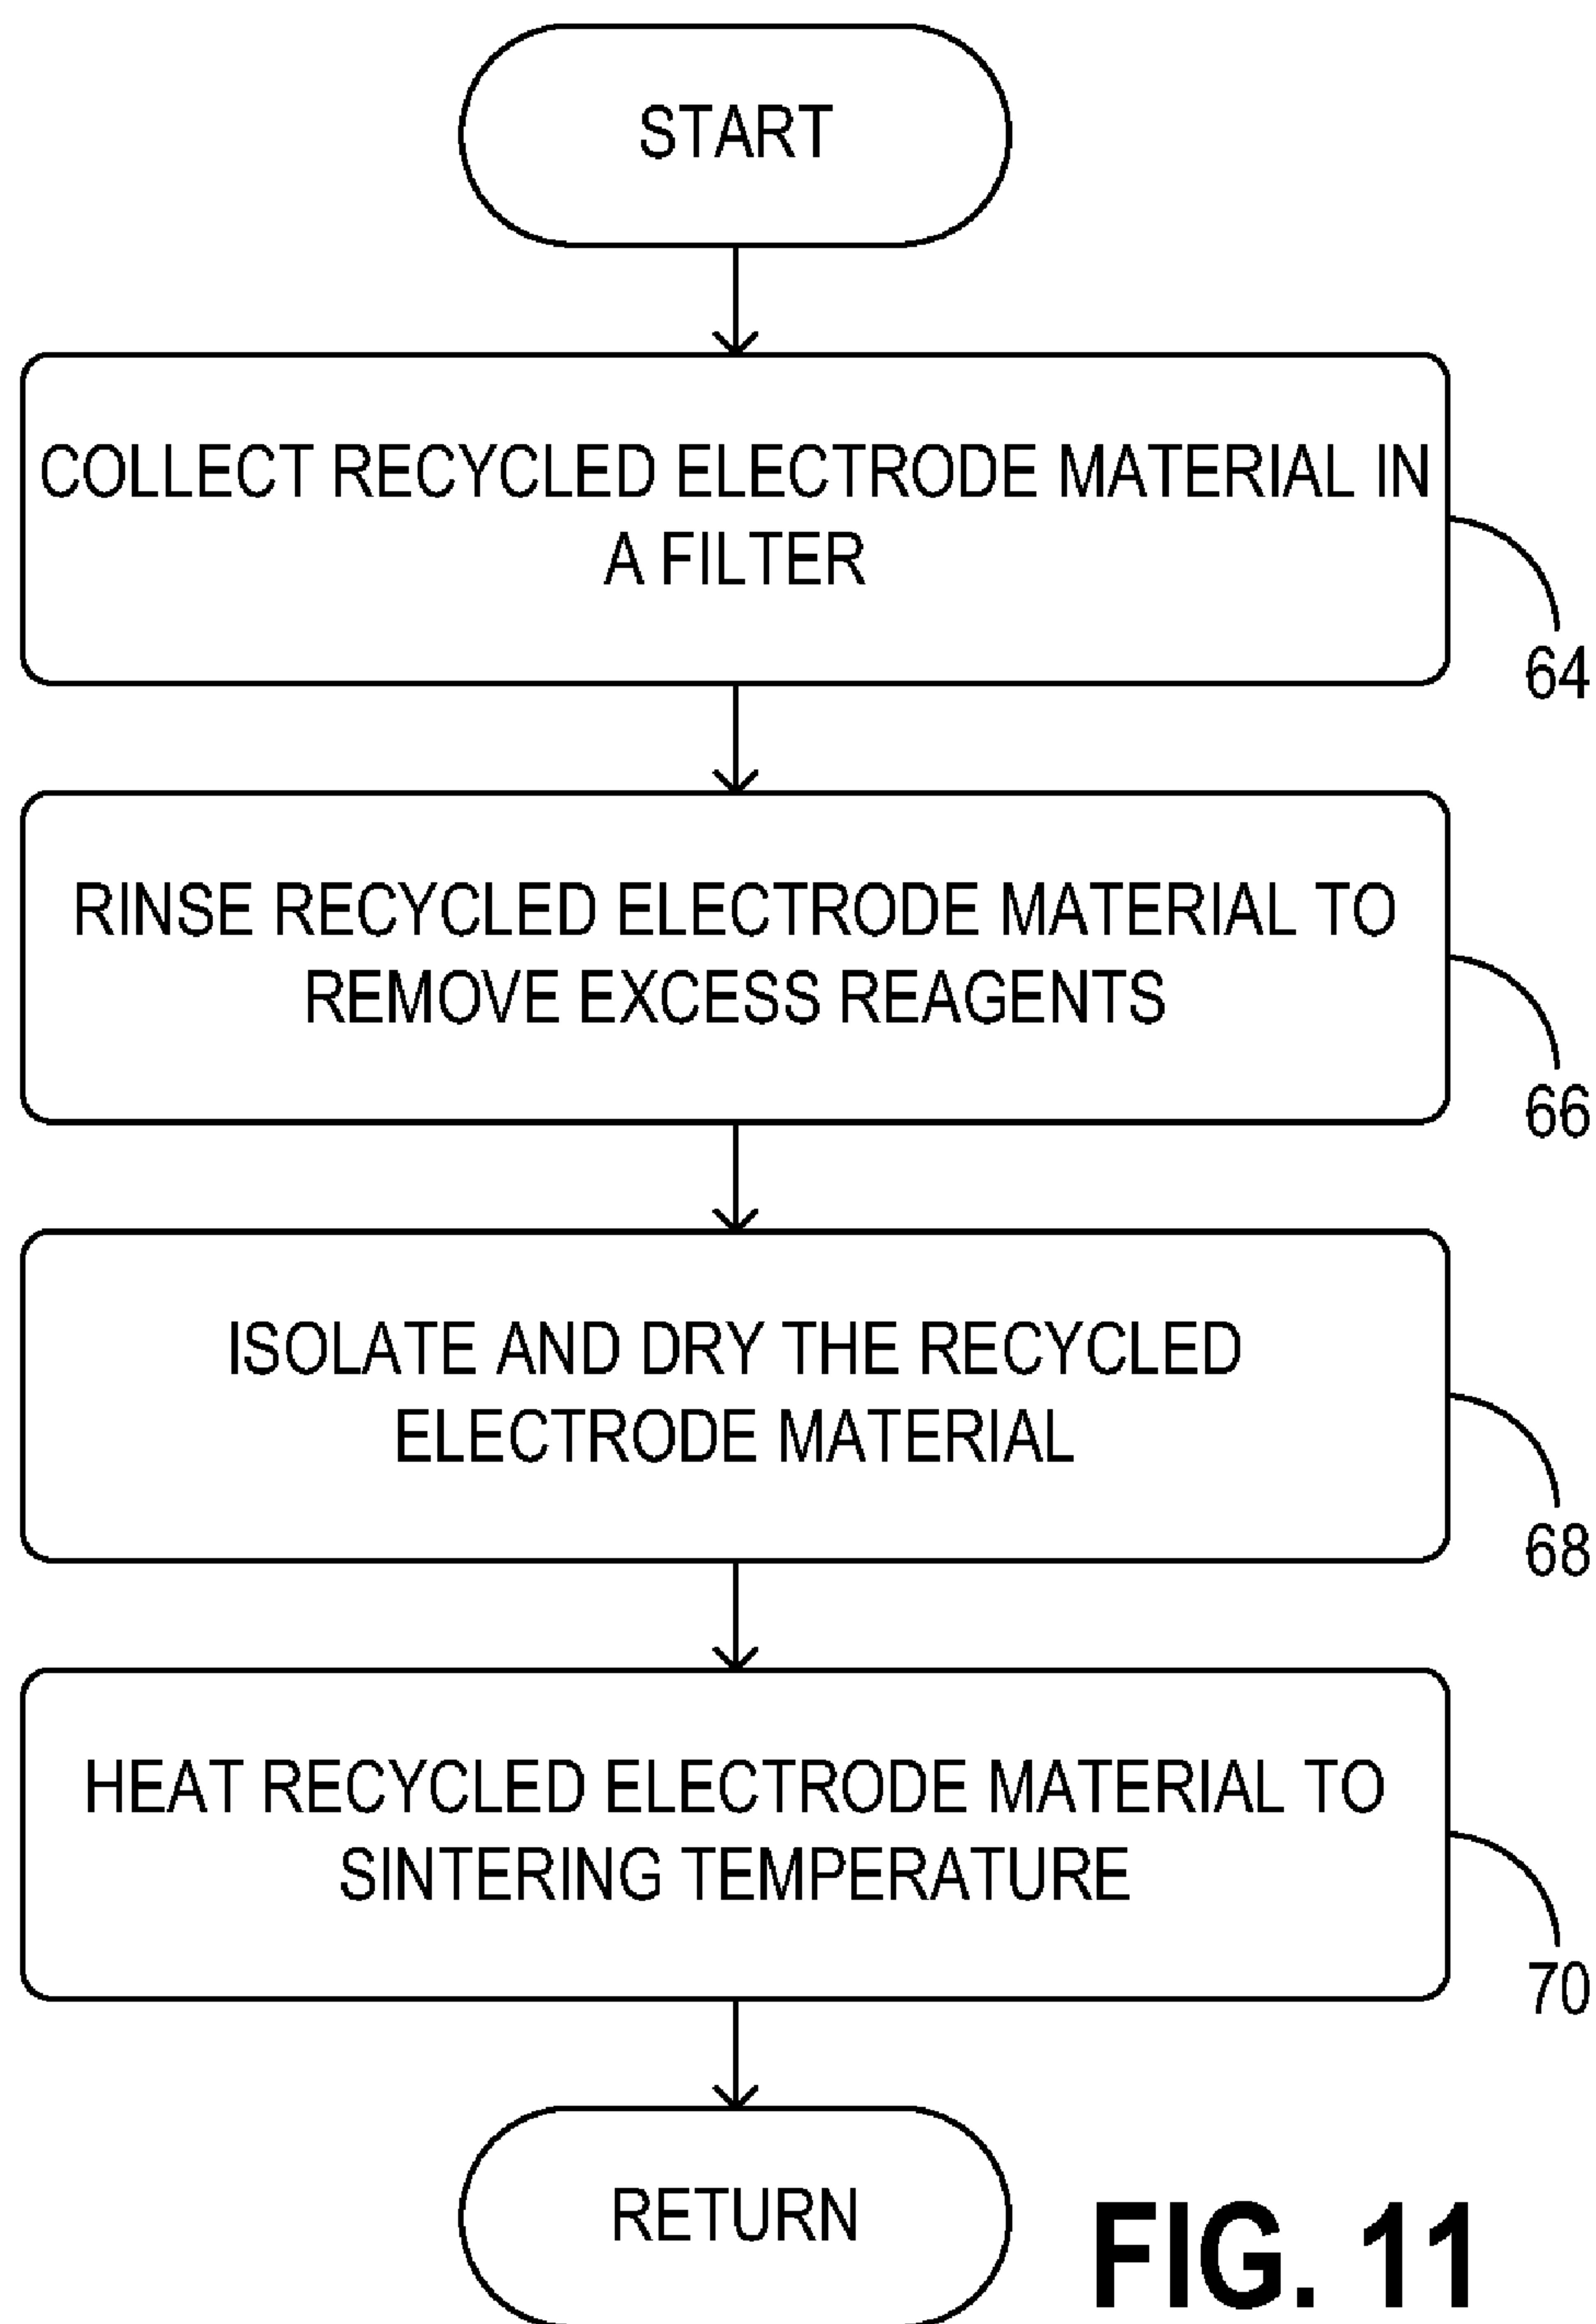 START
COLLECT RECYCLED ELECTRODE MATERIAL IN
A FILTER
64
RINSE RECYCLED ELECTRODE MATERIAL TO
REMOVE EXCESS REAGENTS
66
ISOLATE AND DRY THE RECYCLED
ELECTRODE MATERIAL
68
HEAT RECYCLED ELECTRODE MATERIAL TO
SINTERING TEMPERATURE
70
RETURN
FIG. 11